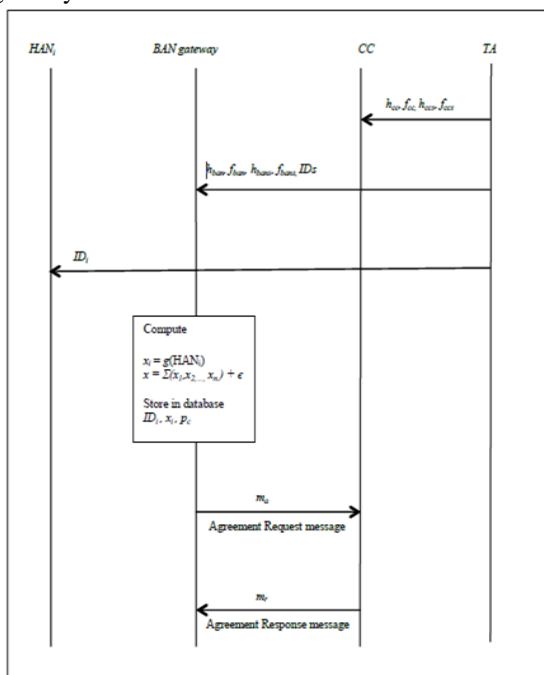 HANi BAN gateway CC TA
hcc, fcc, hccs, fccs
hban, fban, hbans, fbans, IDs
IDi
Compute
xi = g(HANi)
x = Σ(x1,x2,..., xn) + ϵ
Store in database
IDi, xi, pc
ma
Agreement Request message
mr
Agreement Response message